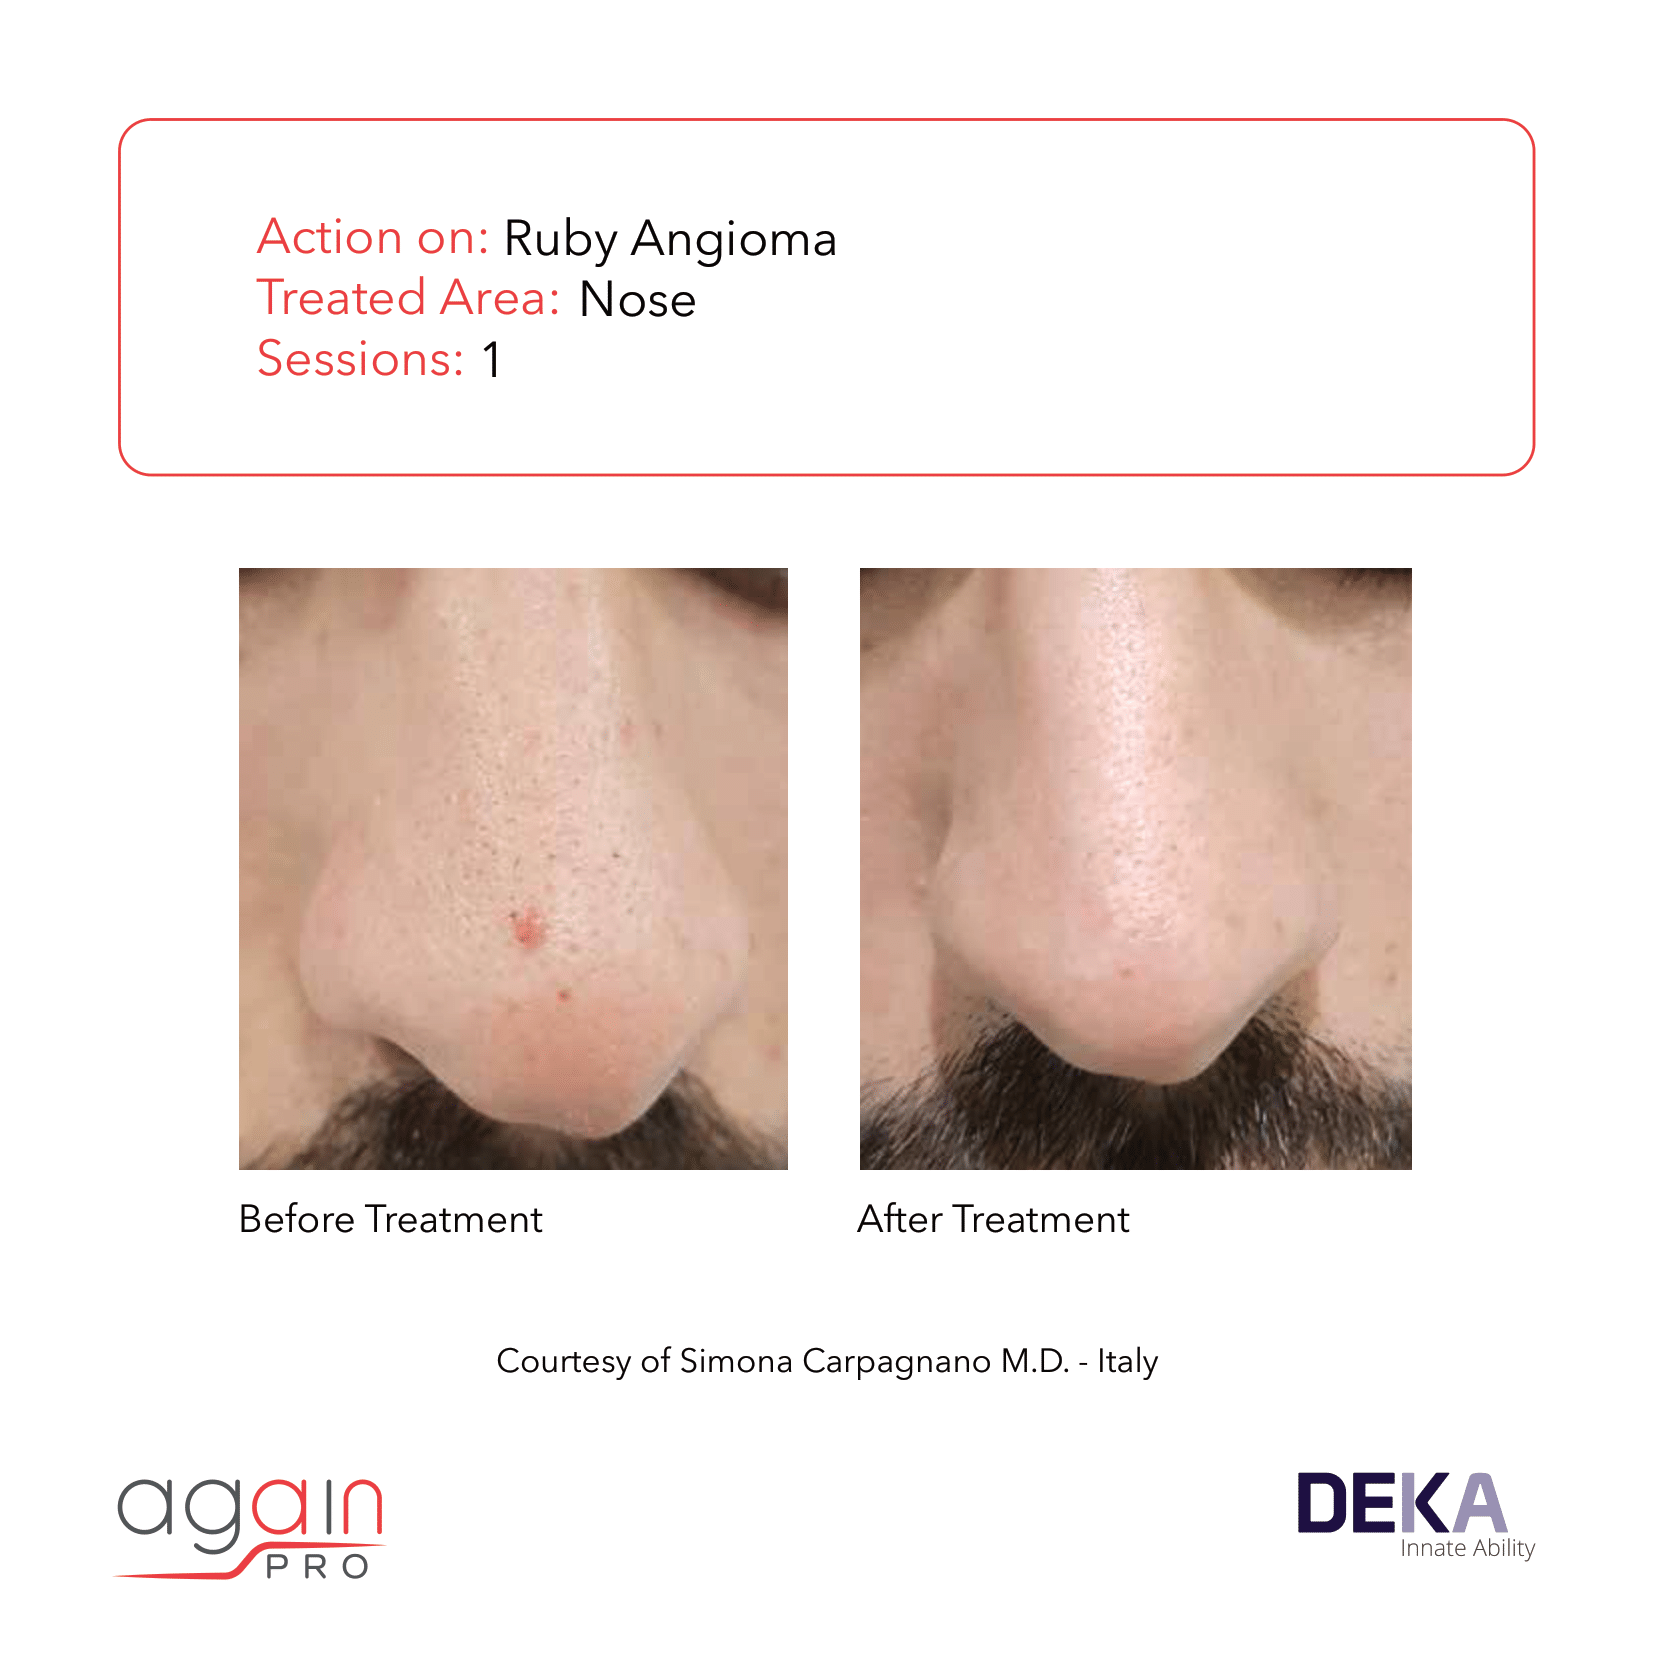 Action on: Ruby Angioma
Treated Area: Nose
Sessions: 1
Before Treatment
After Treatment
Courtesy of Simona Carpagnano M.D. - Italy
again
PRO
DEKA
Innate Ability